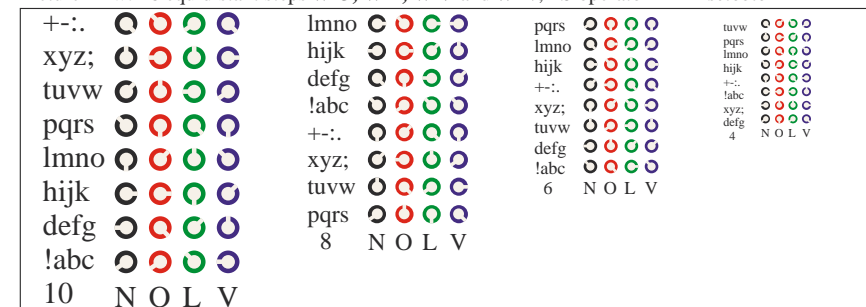 +-:.
xyz;
tuvw
pqrs
lmno
hijk
defg
!abc
10 N O L V
lmno
hijk
defg
!abc
+-:.
xyz:
tuvw
pqrs
8 N O L V
pqrs
lmno
hijk
+-:.
xyz;
tuvw
defg
!abc
6 N O L V
tuvw
pqrs
lmno
hijk
+-:.
!abc
xyz;
defg
4 N O L V